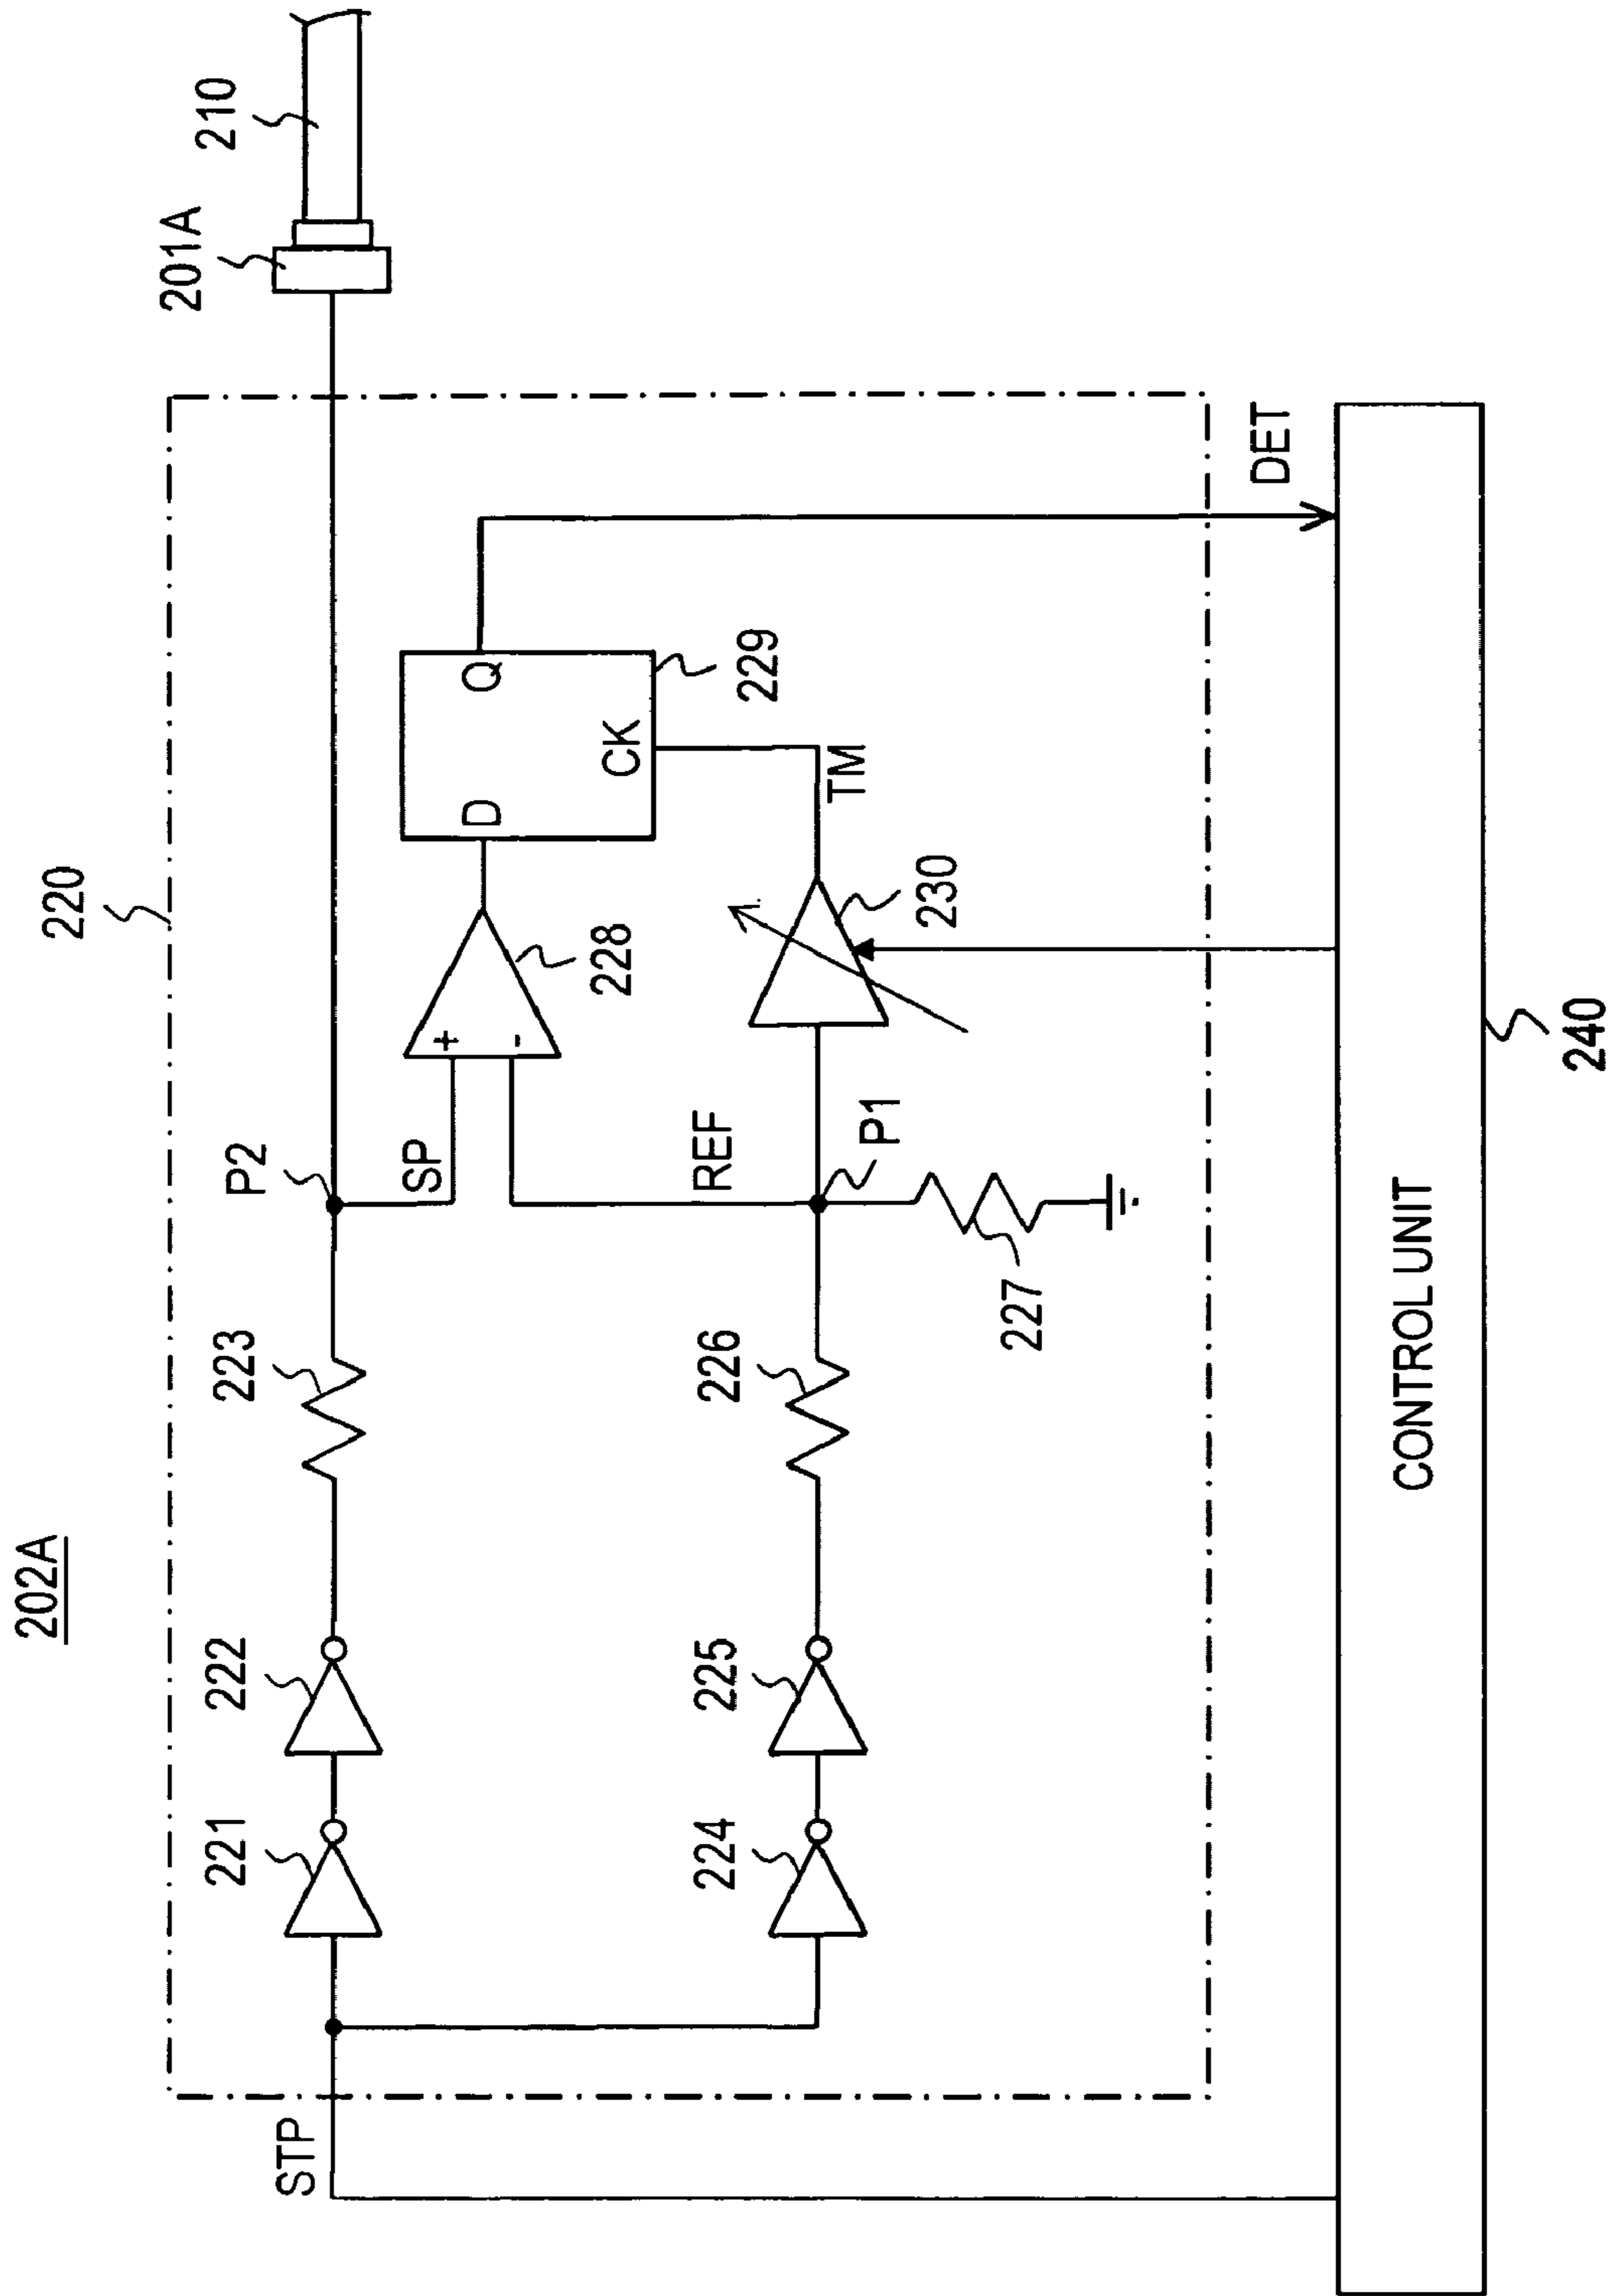 202A
220
210
201A
P2
221
222
223
SP
228
D
Q
CK
229
DET
STP
224
225
226
REF
P1
230
TM
227
CONTROL UNIT
240
+
-